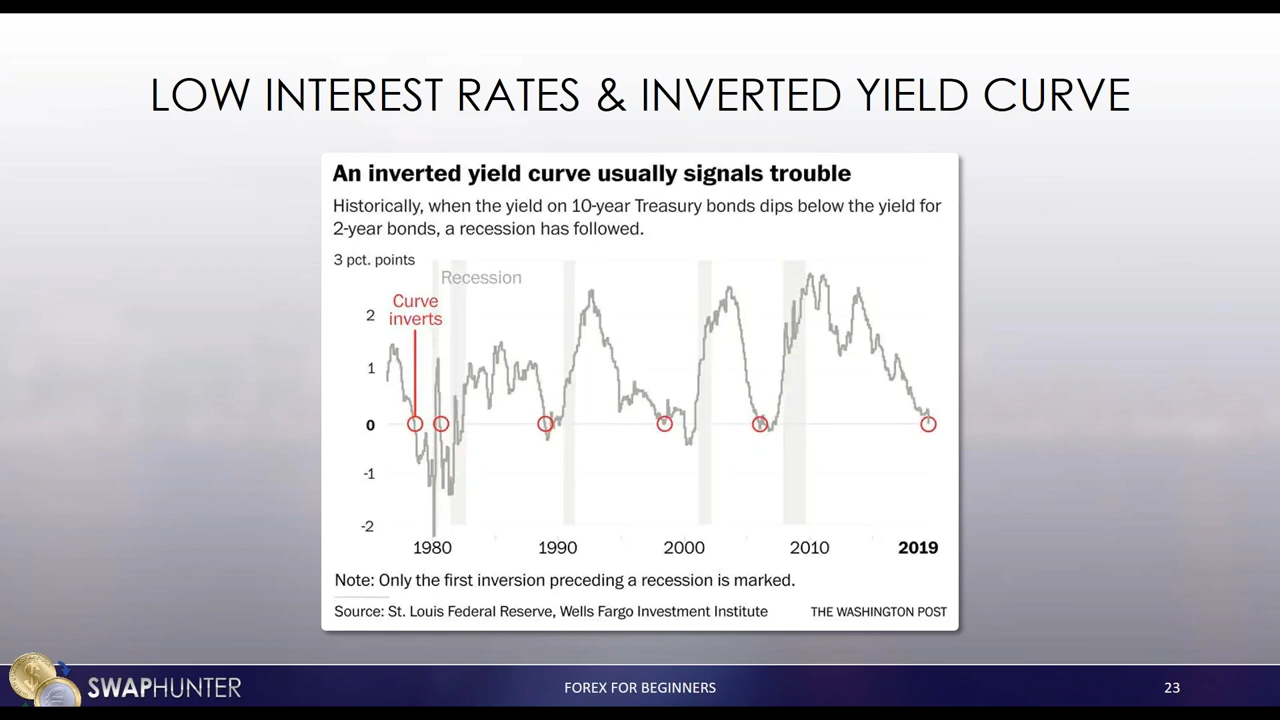 LOW INTEREST RATES & INVERTED YIELD CURVE
An inverted yield curve usually signals trouble
Historically, when the yield on 10-year Treasury bonds dips below the yield for
2-year bonds, a recession has followed.
3 pct. points
Recession
Curve
inverts
2
1
0
-1
-2
1980 1990 2000 2010 2019
Note: Only the first inversion preceding a recession is marked.
Source: St. Louis Federal Reserve, Wells Fargo Investment Institute THE WASHINGTON POST
SWAPHUNTER FOREX FOR BEGINNERS 23